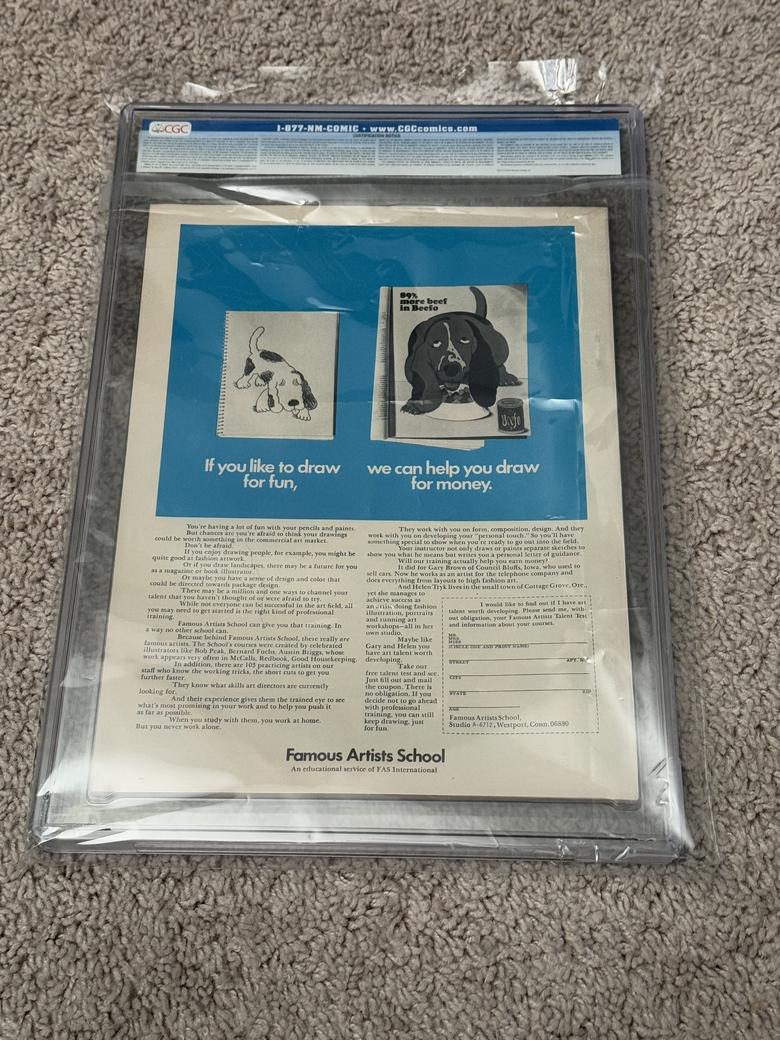 CGC
1-877-NM-COMIC • www.CGCcomics.com
CERTIFICATION NOTICE
89%
more beef
in Beefo
Beefo
If you like to draw
for fun,
we can help you draw
for money.
You're having a lot of fun with your pencils and paints.
But chances are you're afraid to think your drawings
could be worth something in the commercial art market.
Don't be afraid.
If you enjoy drawing people, for example, you might be
quite good at fashion artwork.
Or if you draw landscapes, there may be a future for you
as a magazine or book illustrator.
Or maybe you have a sense of design and color that
could be directed towards package design.
There may be a million and one ways to channel your
talent that you haven't thought of or were afraid to try.
While not everyone can be successful in the art field, all
you may need to get started is the right kind of professional
training.
Famous Artists School can give you that training. In
a way no other school can.
Because behind Famous Artists School, there really are
famous artists. The School's courses were created by celebrated
illustrators like Bob Peak, Bernard Fuchs, Austin Briggs, whose
work appears very often in McCalls, Redbook, Good Housekeeping.
In addition, there are 103 practicing artists on our
staff who know the working tricks, the short cuts to get you
further faster.
They know what skills art directors are currently
looking for.
And their experience gives them the trained eye to see
what's most promising in your work and to help you push it
as far as possible.
When you study with them, you work at home.
But you never work alone.
They work with you on form, composition, design. And they
work with you on developing your "personal touch." So you'll have
something special to show when you're ready to go out into the field.
Your instructor not only draws or paints separate sketches to
show you what he means but writes you a personal letter of guidance.
Will our training actually help you earn money?
It did for Gary Brown of Council Bluffs, Iowa, who used to
sell cars. Now he works as an artist for the telephone company and
does everything from layouts to high fashion art.
And Helen Tryk lives in the small town of Cottage Grove, Ore.,
yet she manages to
achieve success as
an artist, doing fashion
illustration, portraits
and running art
workshops—all in her
own studio.
Maybe like
Gary and Helen you
have art talent worth
developing.
Take our
free talent test and see.
Just fill out and mail
the coupon. There is
no obligation. If you
decide not to go ahead
with professional
training, you can still
keep drawing, just
for fun.
I would like to find out if I have art
talent worth developing. Please send me, with-
out obligation, your Famous Artists Talent Test
and information about your courses.
MR.
MRS.
MISS
(CIRCLE ONE AND PRINT NAME)
STREET APT. NO.
CITY
STATE ZIP
AGE
Famous Artists School,
Studio A-6712, Westport, Conn. 06880
Famous Artists School
An educational service of FAS International